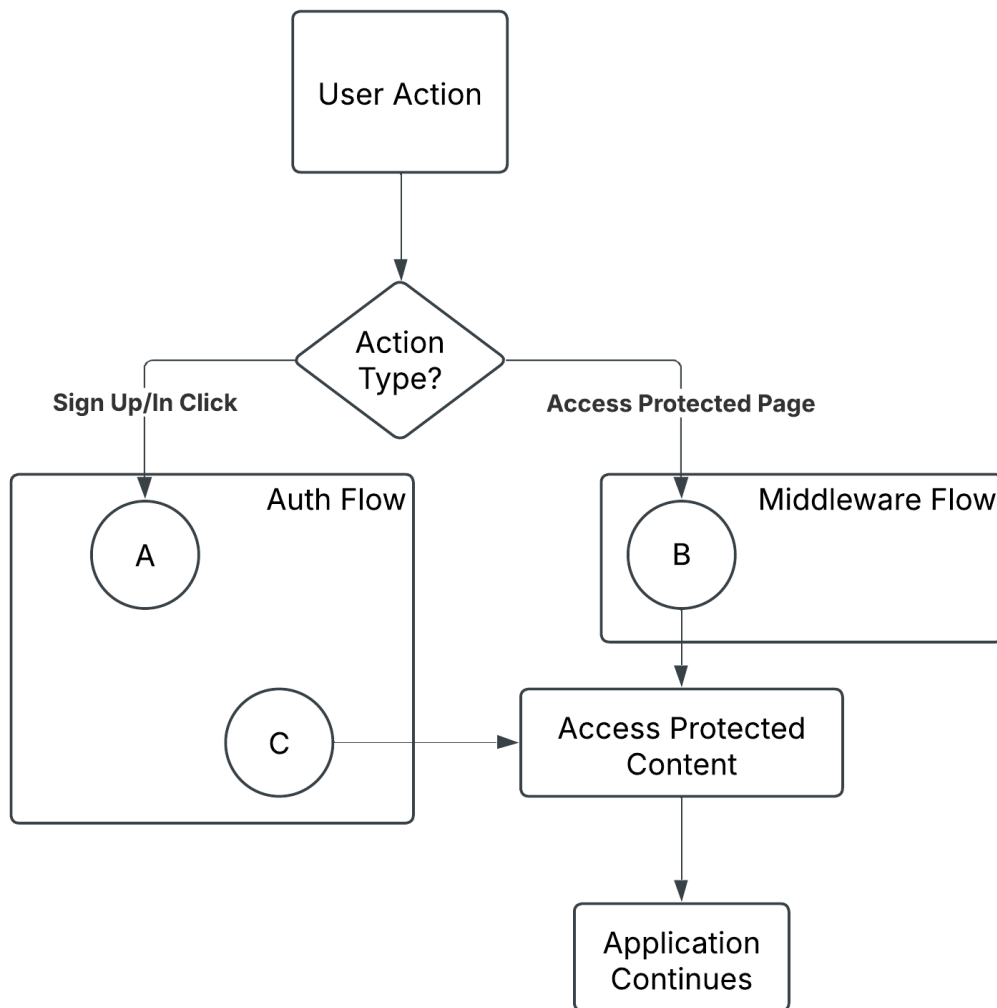 User Action
Action
Type?
Sign Up/In Click
Access Protected Page
Auth Flow
Middleware Flow
A
B
C
Access Protected
Content
Application
Continues